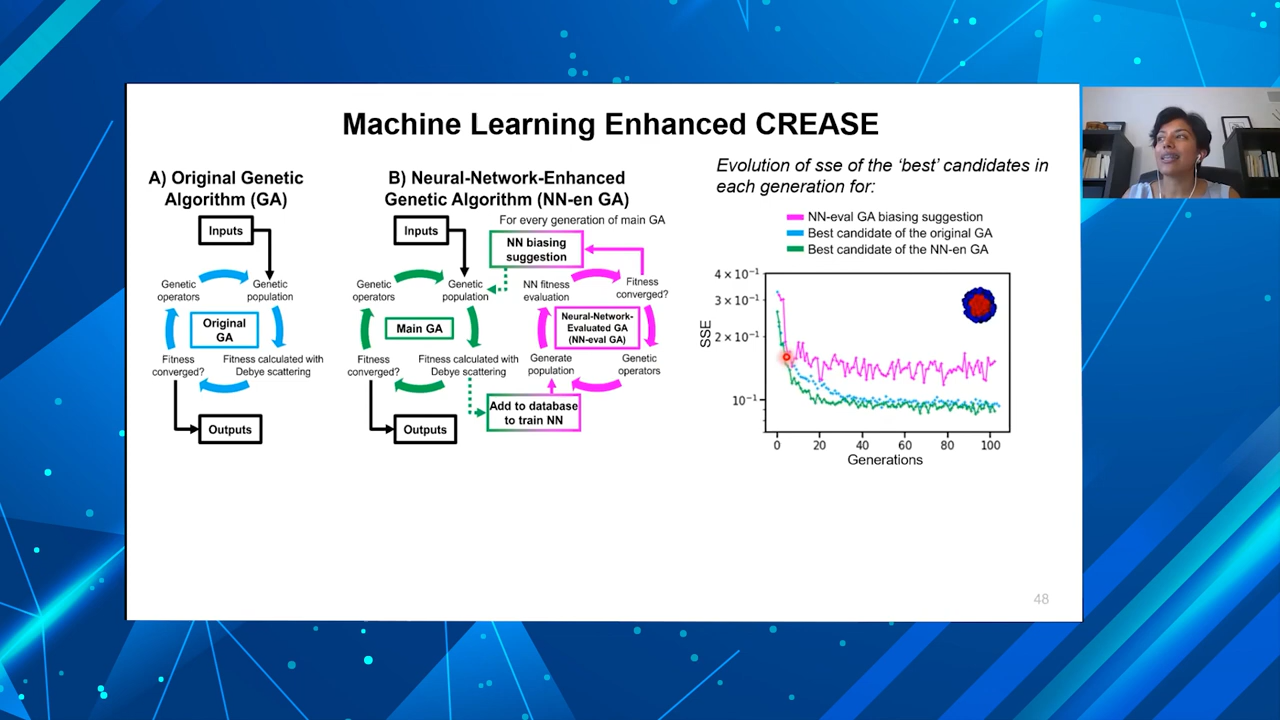 Machine Learning Enhanced CREASE
A) Original Genetic
Algorithm (GA)
Inputs
Genetic
operators
Genetic
population
Original
GA
Fitness
converged?
Fitness calculated with
Debye scattering
Outputs
B) Neural-Network-Enhanced
Genetic Algorithm (NN-en GA)
For every generation of main GA
Inputs
NN biasing
suggestion
Genetic
operators
Genetic
population
NN fitness
evaluation
Fitness
converged?
Main GA
Neural-Network-
Evaluated GA
(NN-eval GA)
Fitness
converged?
Fitness calculated with
Debye scattering
Generate
population
Genetic
operators
Outputs
Add to database
to train NN
Evolution of sse of the ‘best’ candidates in
each generation for:
NN-eval GA biasing suggestion
Best candidate of the original GA
Best candidate of the NN-en GA
4 × 10⁻¹
3 × 10⁻¹
2 × 10⁻¹
10⁻¹
SSE
0 20 40 60 80 100
Generations
48